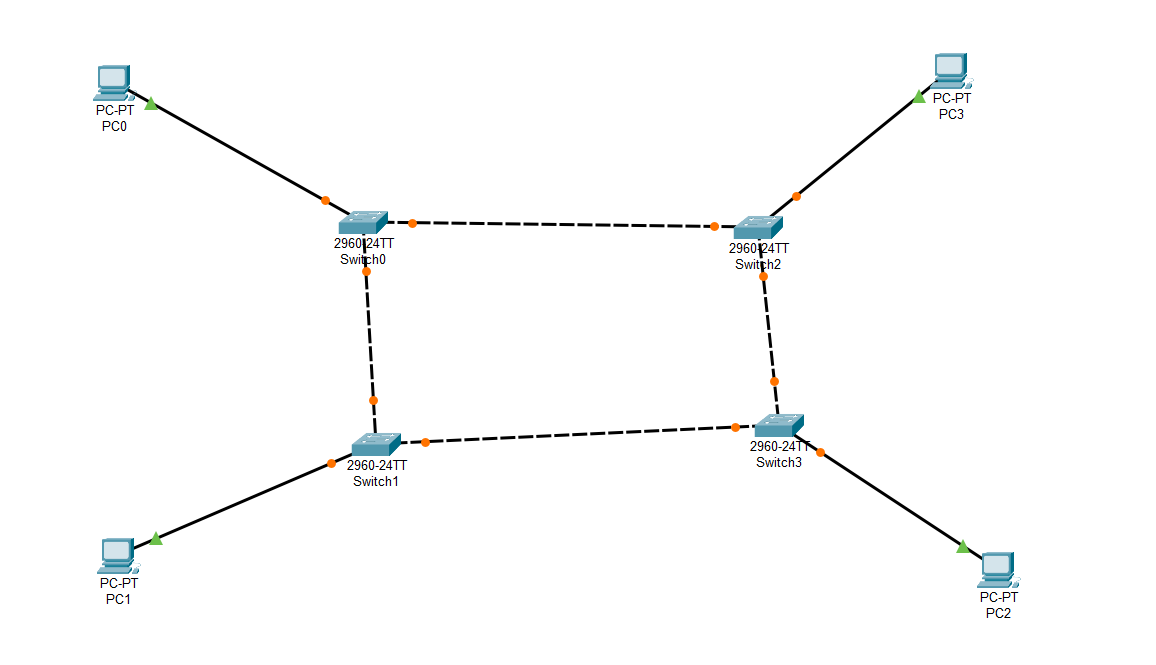 PC-PT
PC0
PC-PT
PC3
2960-24TT
Switch0
2960-24TT
Switch2
2960-24TT
Switch1
2960-24TT
Switch3
PC-PT
PC1
PC-PT
PC2